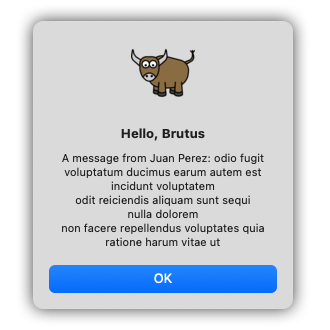 Hello, Brutus
A message from Juan Perez: odio fugit
voluptatum ducimus earum autem est
incidunt voluptatem
odit reiciendis aliquam sunt sequi
nulla dolorem
non facere repellendus voluptates quia
ratione harum vitae ut
OK